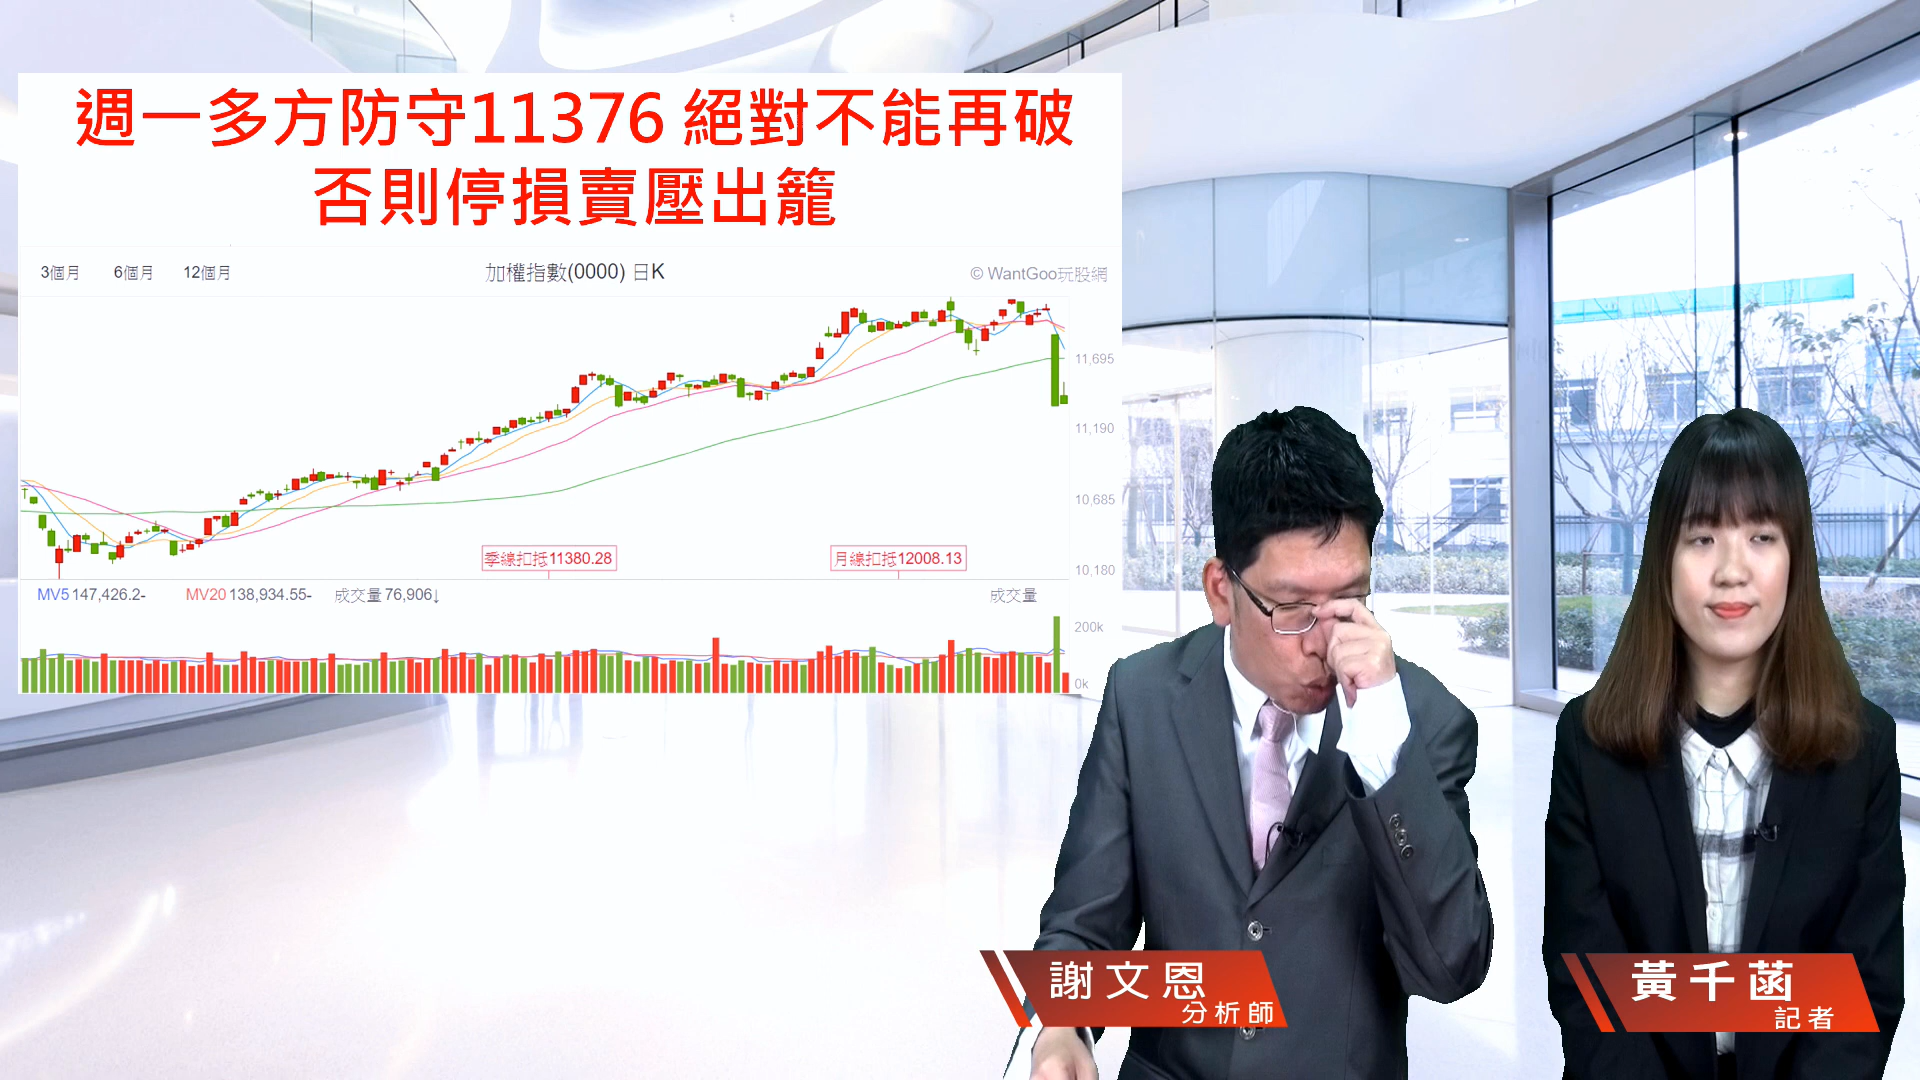 週一多方防守11376 絕對不能再破
否則停損賣壓出籠
3個月 6個月 12個月 加權指數(0000) 日K © WantGoo玩股網
11,695
11,190
10,685
季線扣抵11380.28 月線扣抵12008.13
10,180
MV5 147,426.2- MV20 138,934.55- 成交量 76,906↓ 成交量
200k
0k
謝文恩
分析師
黃千菡
記者